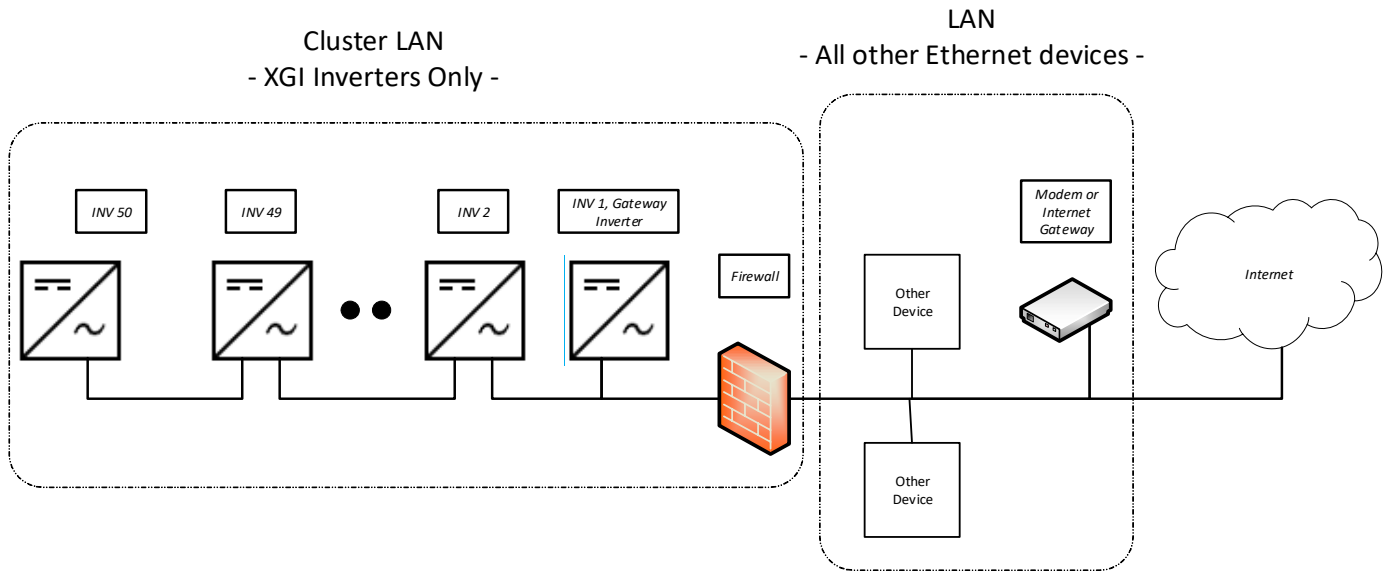 Cluster LAN
- XGI Inverters Only -
LAN
- All other Ethernet devices -
INV 50
INV 49
INV 2
INV 1, Gateway
Inverter
Firewall
Other
Device
Modem or
Internet
Gateway
Internet
Other
Device